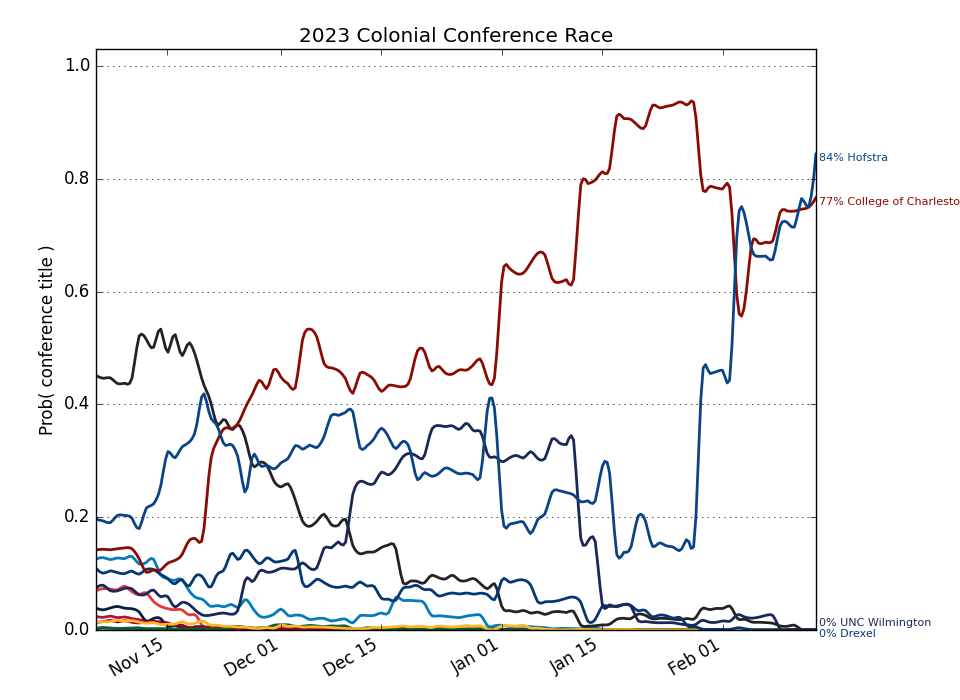 2023 Colonial Conference Race
Prob( conference title )
1.0
0.8
0.6
0.4
0.2
0.0
Nov 15
Dec 01
Dec 15
Jan 01
Jan 15
Feb 01
84% Hofstra
77% College of Charlesto
0% UNC Wilmington
0% Drexel